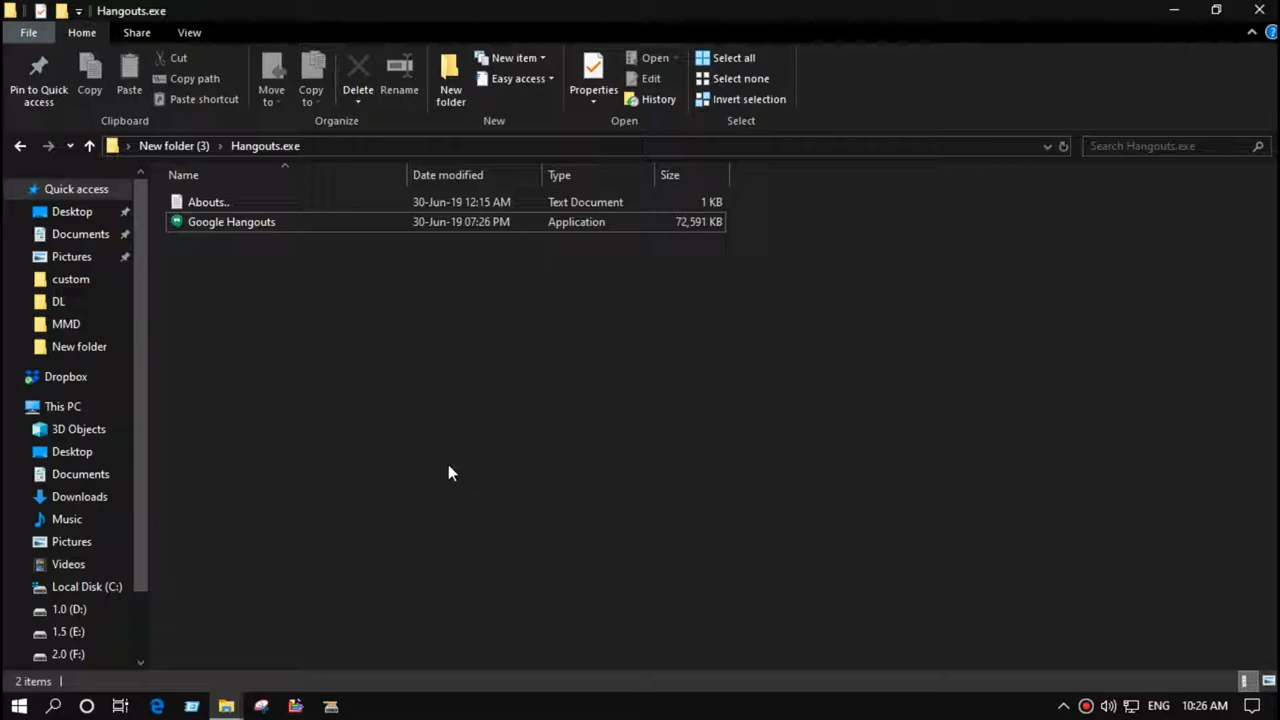 Hangouts.exe
File Home Share View
Pin to Quick access
Copy
Paste
Cut
Copy path
Paste shortcut
Clipboard
Move to
Copy to
Delete
Rename
Organize
New folder
New item
Easy access
New
Properties
Open
Edit
History
Open
Select all
Select none
Invert selection
Select
New folder (3) Hangouts.exe
Search Hangouts.exe
Name Date modified Type Size
Abouts.. 30-Jun-19 12:15 AM Text Document 1 KB
Google Hangouts 30-Jun-19 07:26 PM Application 72,591 KB
Quick access
Desktop
Documents
Pictures
custom
DL
MMD
New folder
Dropbox
This PC
3D Objects
Desktop
Documents
Downloads
Music
Pictures
Videos
Local Disk (C:)
1.0 (D:)
1.5 (E:)
2.0 (F:)
2 items
ENG 10:26 AM